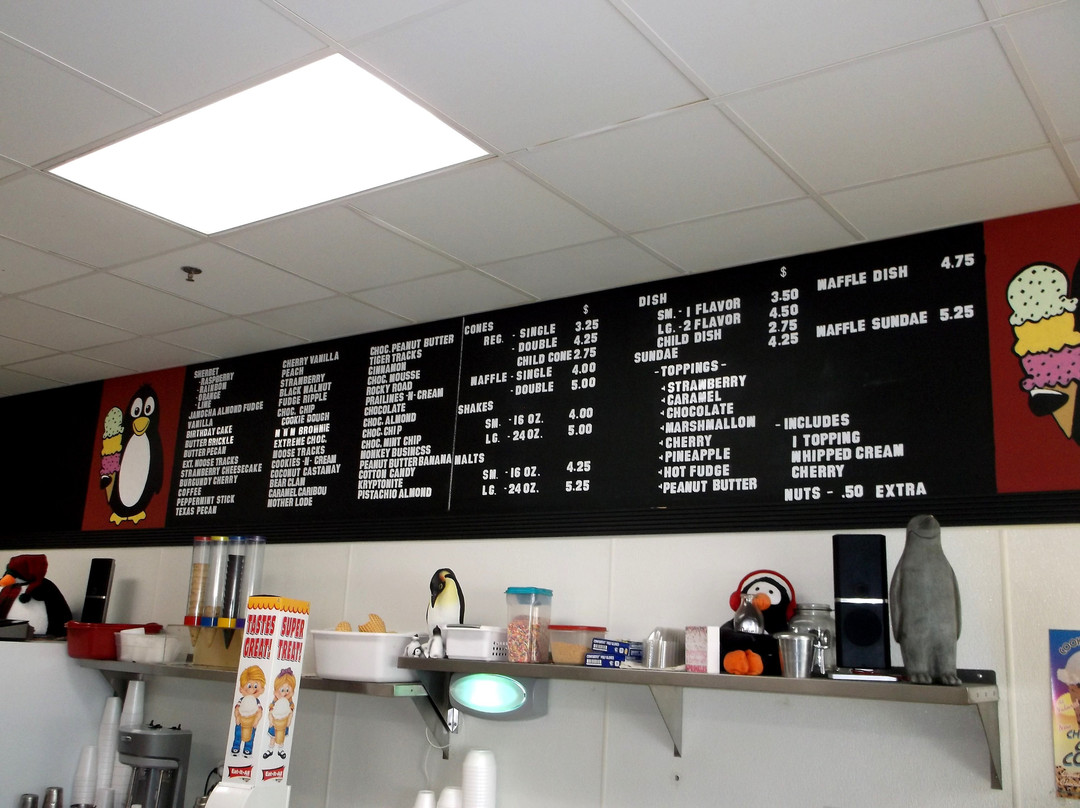 SHERBET
-RASPBERRY
-RAINBOW
-ORANGE
-LIME
JAMOCHA ALMOND FUDGE
VANILLA
BIRTHDAY CAKE
BUTTER BRICKLE
BUTTER PECAN
EXT. MOOSE TRACKS
STRAWBERRY CHEESECAKE
BURGUNDY CHERRY
COFFEE
PEPPERMINT STICK
TEXAS PECAN
CHERRY VANILLA
PEACH
STRAWBERRY
BLACK WALNUT
FUDGE RIPPLE
CHOC. CHIP
COOKIE DOUGH
BROWNIE
EXTREME CHOC.
MOOSE TRACKS
COOKIES -N- CREAM
COCONUT CASTAWAY
BEAR CLAW
CARAMEL CARIBOU
MOTHER LODE
CHOC. PEANUT BUTTER
TIGER TRACKS
CINNAMON
CHOC. MOUSSE
ROCKY ROAD
PRAILINES -N- CREAM
CHOCOLATE
CHOC. ALMOND
CHOC. CHIP
CHOC. MINT CHIP
MONKEY BUSINESS
PEANUT BUTTER BANANA
COTTON CANDY
KRYPTONITE
PISTACHIO ALMOND
$
CONES
REG. - SINGLE 3.25
- DOUBLE 4.25
CHILD CONE 2.75
WAFFLE - SINGLE 4.00
- DOUBLE 5.00
SHAKES
SM. - 16 OZ. 4.00
LG. - 24 OZ. 5.00
MALTS
SM. - 16 OZ. 4.25
LG. - 24 OZ. 5.25
$
DISH
SM. - 1 FLAVOR 3.50
LG. - 2 FLAVOR 4.50
CHILD DISH 2.75
SUNDAE 4.25
- TOPPINGS -
STRAWBERRY
CARAMEL
CHOCOLATE
MARSHMALLON
CHERRY
PINEAPPLE
HOT FUDGE
PEANUT BUTTER
WAFFLE DISH 4.75
WAFFLE SUNDAE 5.25
- INCLUDES
1 TOPPING
WHIPPED CREAM
CHERRY
NUTS - .50 EXTRA
TASTES GREAT!
SUPER TREAT!
Eat-It-All
Eat-It-All